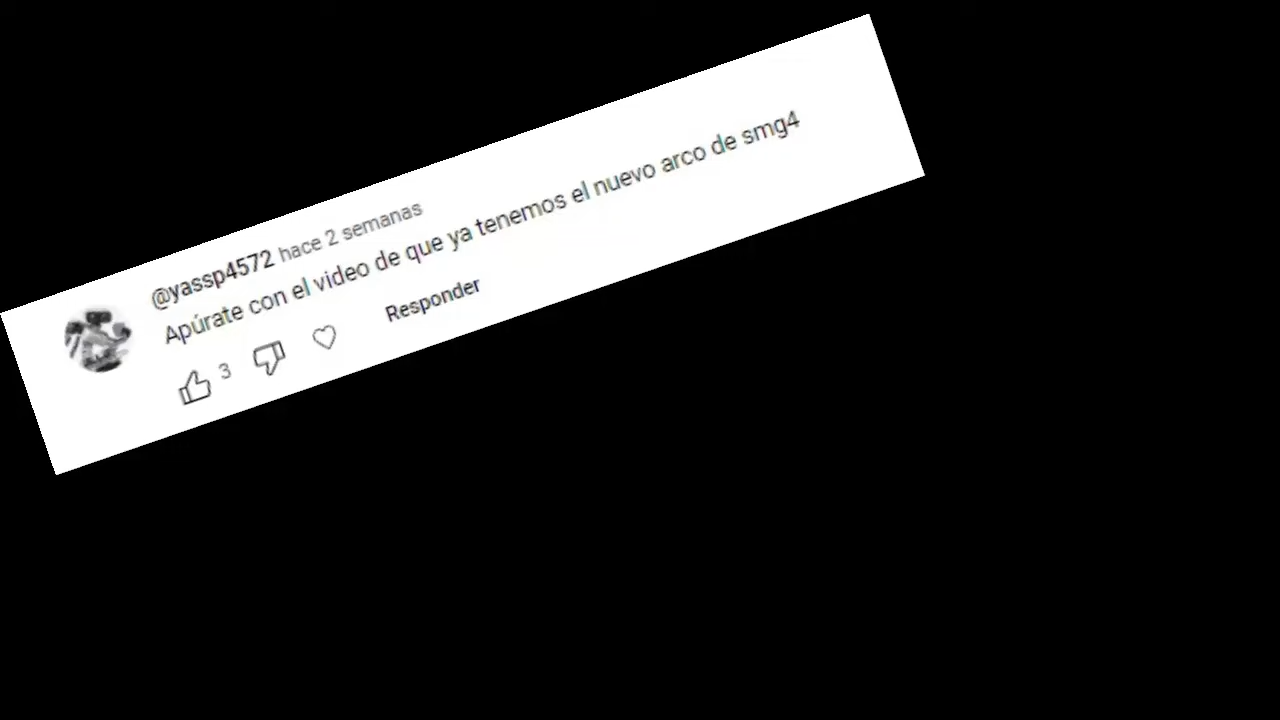 @yassp4572 hace 2 semanas
Apúrate con el video de que ya tenemos el nuevo arco de smg4
3
Responder